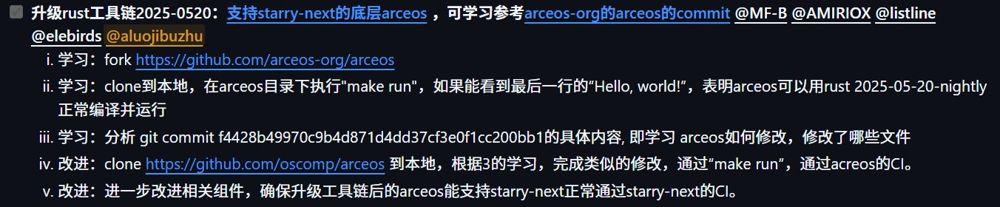 升级rust工具链2025-0520：支持starry-next的底层arceos ，可学习参考arceos-org的arceos的commit @MF-B @AMIRIOX @listline
@elebirds @aluojibuzhu
i. 学习：fork https://github.com/arceos-org/arceos
ii. 学习：clone到本地，在arceos目录下执行"make run"，如果能看到最后一行的“Hello, world!”，表明arceos可以用rust 2025-05-20-nightly
正常编译并运行
iii. 学习：分析 git commit f4428b49970c9b4d871d4dd37cf3e0f1cc200bb1的具体内容, 即学习 arceos如何修改，修改了哪些文件
iv. 改进：clone https://github.com/oscomp/arceos 到本地，根据3的学习，完成类似的修改，通过“make run”，通过acreos的CI。
v. 改进：进一步改进相关组件，确保升级工具链后的arceos能支持starry-next正常通过starry-next的CI。